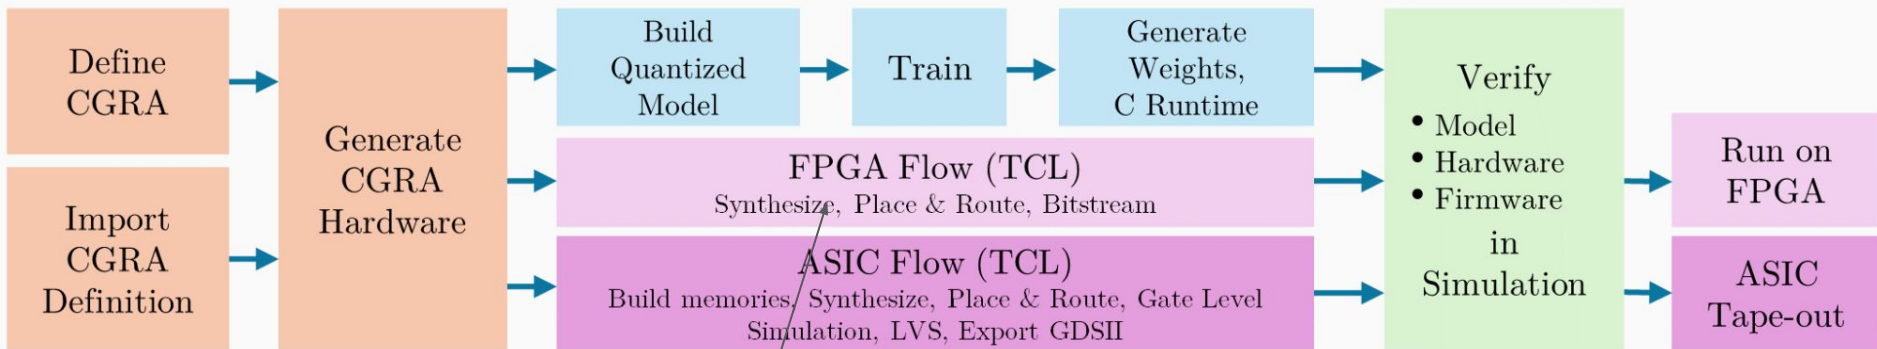 Define
CGRA
Import
CGRA
Definition
Generate
CGRA
Hardware
Build
Quantized
Model
Train
Generate
Weights,
C Runtime
FPGA Flow (TCL)
Synthesize, Place & Route, Bitstream
ASIC Flow (TCL)
Build memories, Synthesize, Place & Route, Gate Level
Simulation, LVS, Export GDSII
Verify
• Model
• Hardware
• Firmware
in
Simulation
Run on
FPGA
ASIC
Tape-out